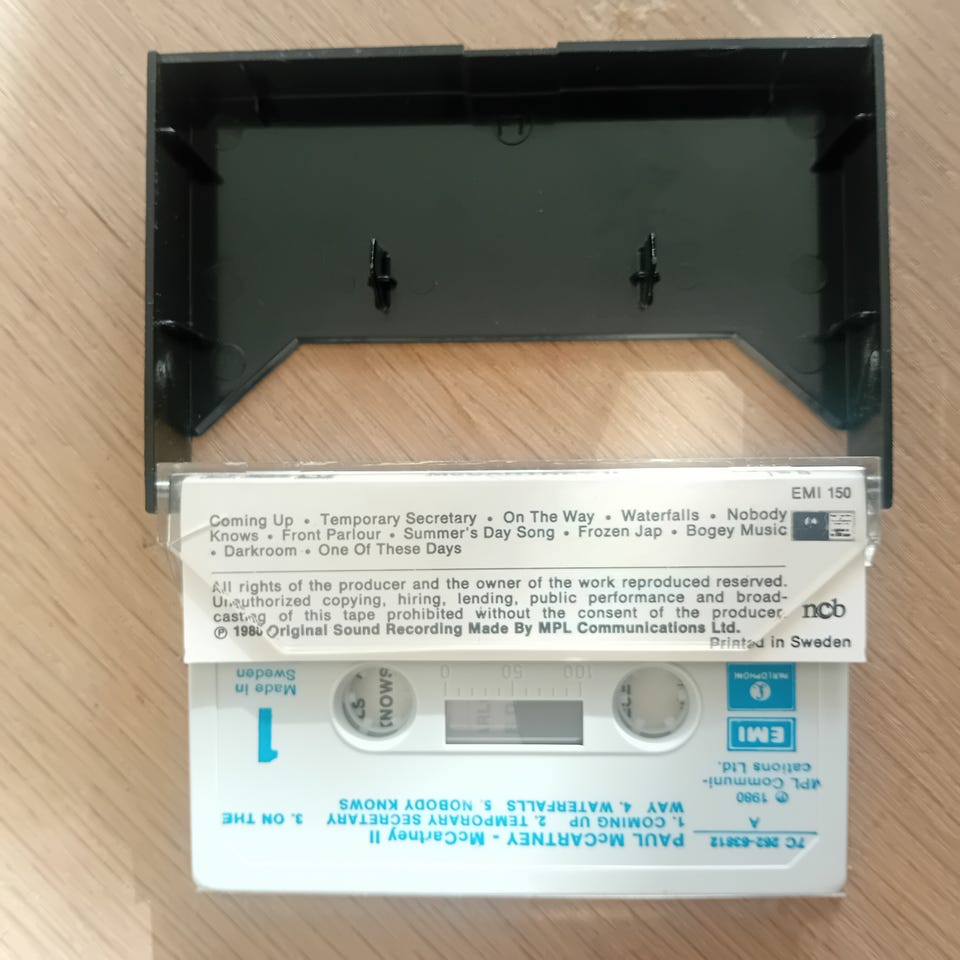 EMI 150
Coming Up • Temporary Secretary • On The Way • Waterfalls • Nobody
Knows • Front Parlour • Summer's Day Song • Frozen Jap • Bogey Music
• Darkroom • One Of These Days
All rights of the producer and the owner of the work reproduced reserved.
Unauthorized copying, hiring, lending, public performance and broad-
casting of this tape prohibited without the consent of the producer.
℗ 1980 Original Sound Recording Made By MPL Communications Ltd.
ncb
Printed in Sweden
7C 262-63812
A
PAUL McCARTNEY - McCartney II
1. COMING UP 2. TEMPORARY SECRETARY 3. ON THE
WAY 4. WATERFALLS 5. NOBODY KNOWS
℗ 1980
MPL Communi-
cations Ltd.
EMI
PARLOPHONE
1
Made in
Sweden
0 50 100
KNOWS